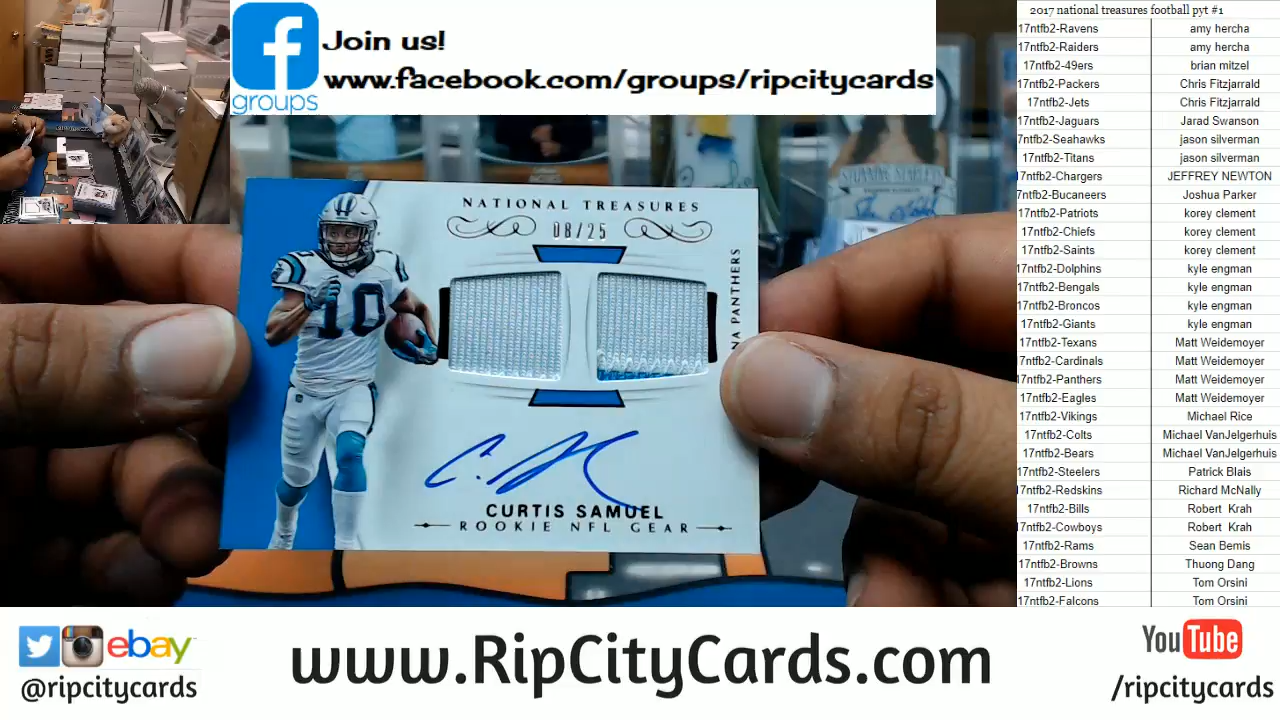 Join us!
www.facebook.com/groups/ripcitycards
groups
NATIONAL TREASURES
08/25
PANTHERS
10
CURTIS SAMUEL
ROOKIE NFL GEAR
2017 national treasures football pyt #1
17ntfb2-Ravens amy hercha
17ntfb2-Raiders amy hercha
17ntfb2-49ers brian mitzel
17ntfb2-Packers Chris Fitzjarrald
17ntfb2-Jets Chris Fitzjarrald
17ntfb2-Jaguars Jarad Swanson
17ntfb2-Seahawks jason silverman
17ntfb2-Titans jason silverman
17ntfb2-Chargers JEFFREY NEWTON
17ntfb2-Bucaneers Joshua Parker
17ntfb2-Patriots korey clement
17ntfb2-Chiefs korey clement
17ntfb2-Saints korey clement
17ntfb2-Dolphins kyle engman
17ntfb2-Bengals kyle engman
17ntfb2-Broncos kyle engman
17ntfb2-Giants kyle engman
17ntfb2-Texans Matt Weidemoyer
17ntfb2-Cardinals Matt Weidemoyer
17ntfb2-Panthers Matt Weidemoyer
17ntfb2-Eagles Matt Weidemoyer
17ntfb2-Vikings Michael Rice
17ntfb2-Colts Michael VanJelgerhuis
17ntfb2-Bears Michael VanJelgerhuis
17ntfb2-Steelers Patrick Blais
17ntfb2-Redskins Richard McNally
17ntfb2-Bills Robert Krah
17ntfb2-Cowboys Robert Krah
17ntfb2-Rams Sean Bemis
17ntfb2-Browns Thuong Dang
17ntfb2-Lions Tom Orsini
17ntfb2-Falcons Tom Orsini
ebay
@ripcitycards
www.RipCityCards.com
YouTube
/ripcitycards